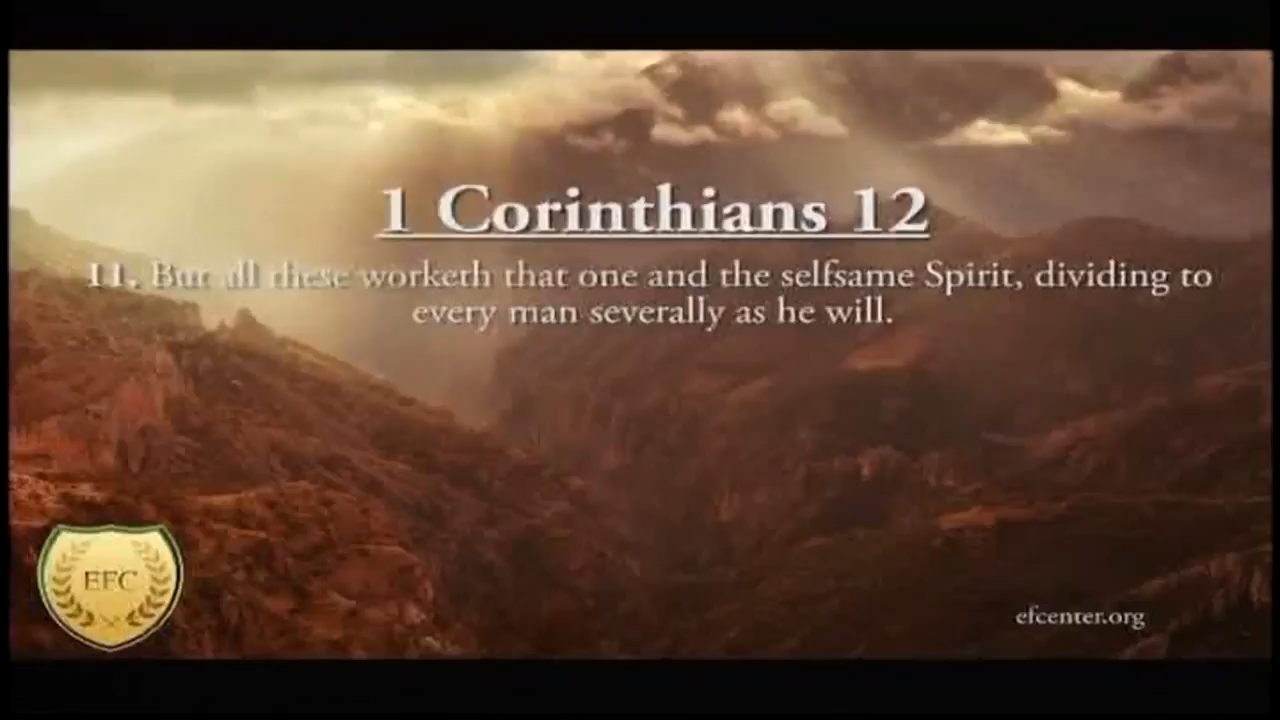 1 Corinthians 12
11. But all these worketh that one and the selfsame Spirit, dividing to
every man severally as he will.
EFC
efcenter.org